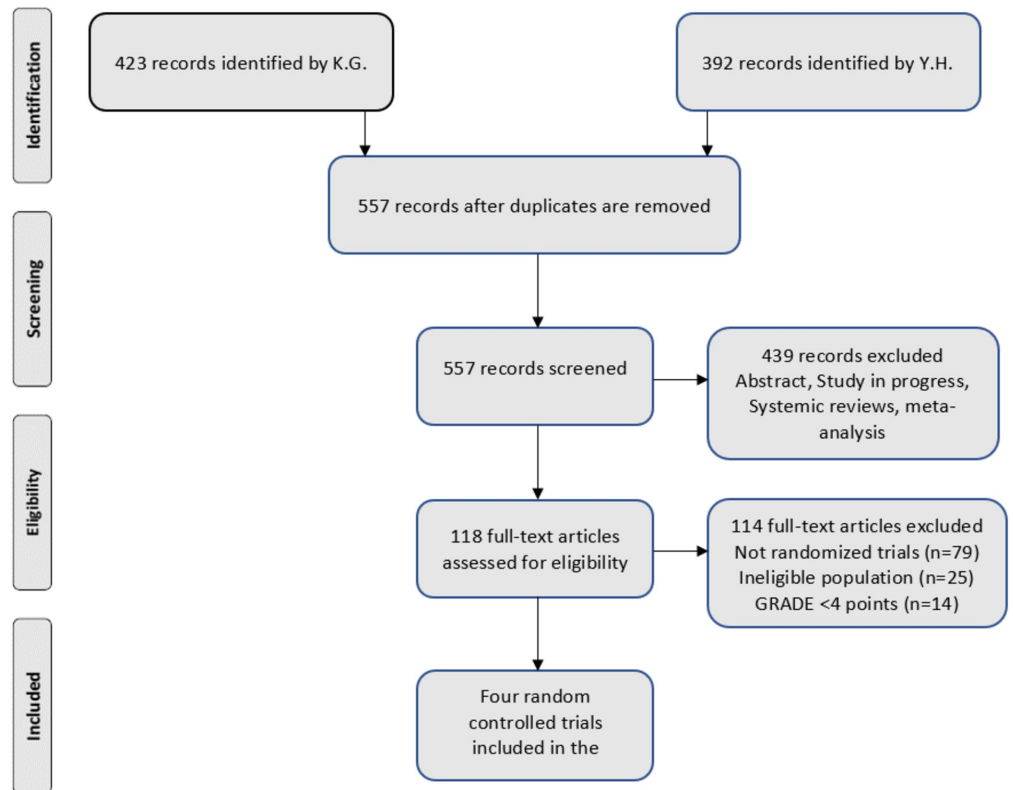 Identification
423 records identified by K.G.
392 records identified by Y.H.
557 records after duplicates are removed
Screening
557 records screened
439 records excluded
Abstract, Study in progress,
Systemic reviews, meta-
analysis
Eligibility
118 full-text articles
assessed for eligibility
114 full-text articles excluded
Not randomized trials (n=79)
Ineligible population (n=25)
GRADE <4 points (n=14)
Included
Four random
controlled trials
included in the